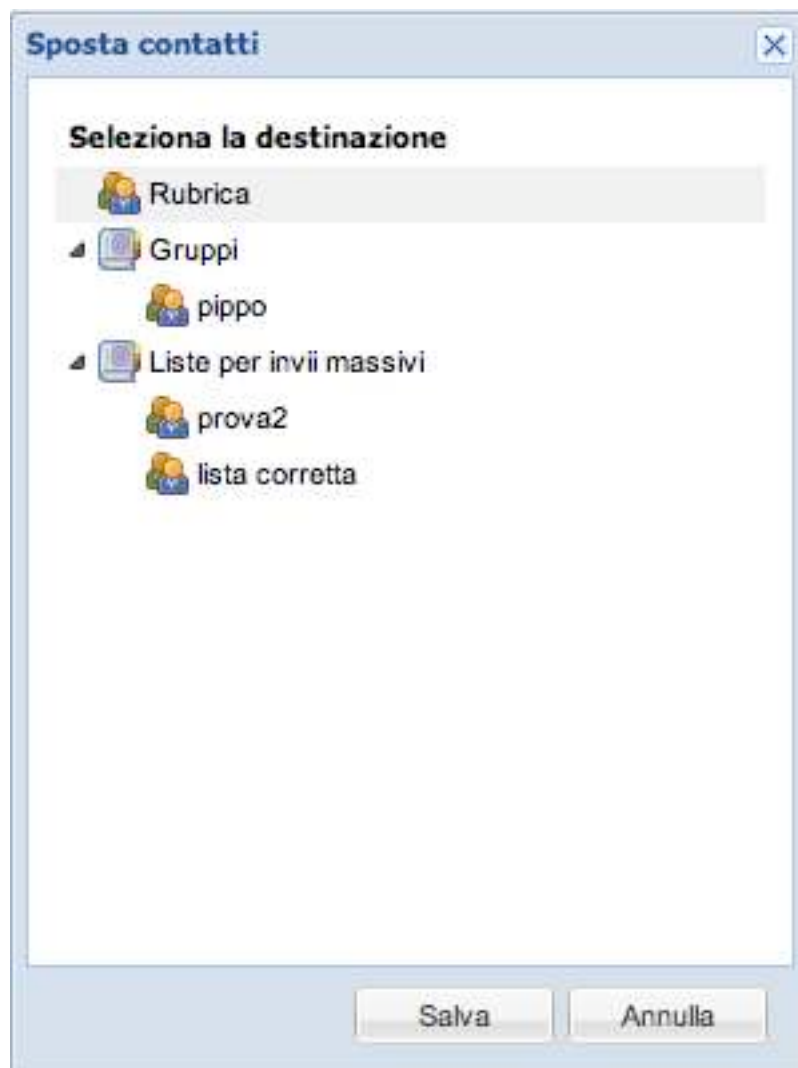 Sposta contatti
Seleziona la destinazione
Rubrica
Gruppi
pippo
Liste per invii massivi
prova2
lista corretta
Salva Annulla